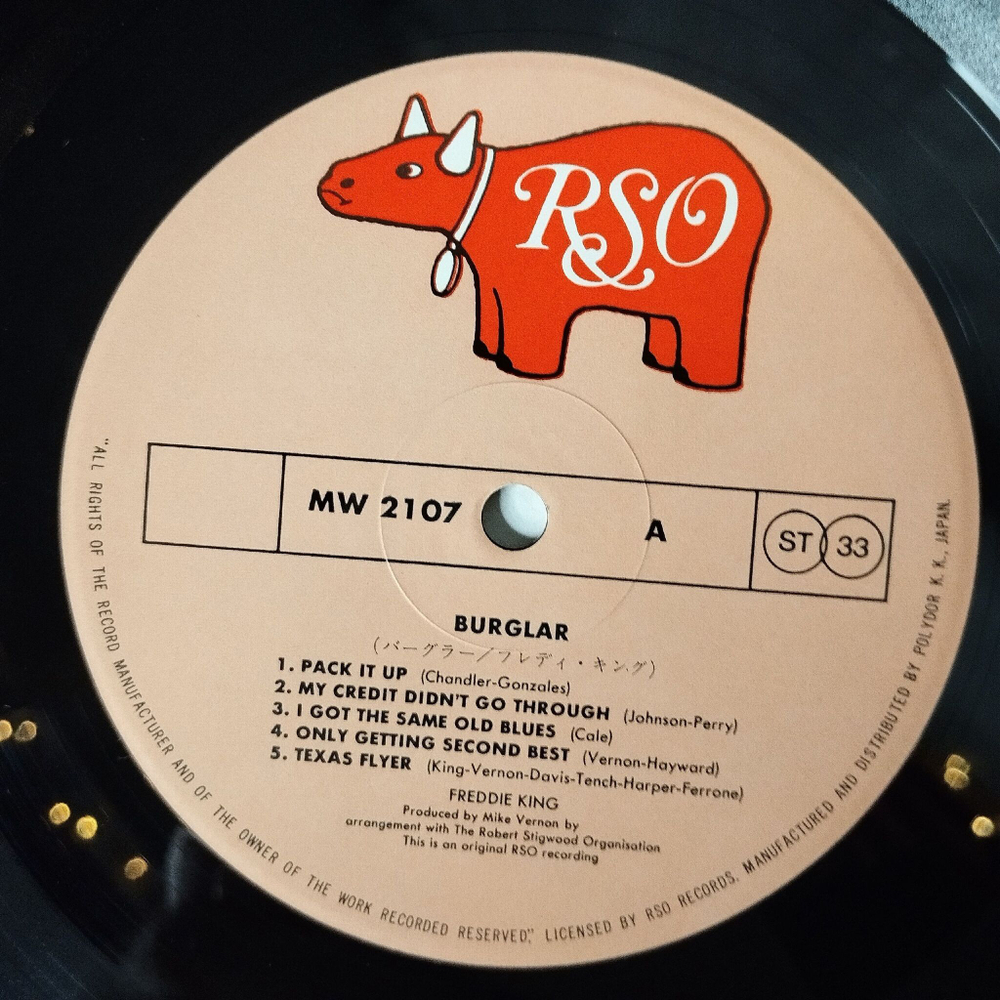 RSO
MW 2107
A
ST 33
BURGLAR
(バーグラー/フレディ・キング)
1. PACK IT UP (Chandler-Gonzales)
2. MY CREDIT DIDN'T GO THROUGH (Johnson-Perry)
3. I GOT THE SAME OLD BLUES (Cale)
4. ONLY GETTING SECOND BEST (Vernon-Hayward)
5. TEXAS FLYER (King-Vernon-Davis-Tench-Harper-Ferrone)
FREDDIE KING
Produced by Mike Vernon by
arrangement with The Robert Stigwood Organisation
This is an original RSO recording
"ALL RIGHTS OF THE RECORD MANUFACTURER AND OF THE OWNER OF THE WORK RECORDED RESERVED," LICENSED BY RSO RECORDS. MANUFACTURED AND DISTRIBUTED BY POLYDOR K. K., JAPAN.